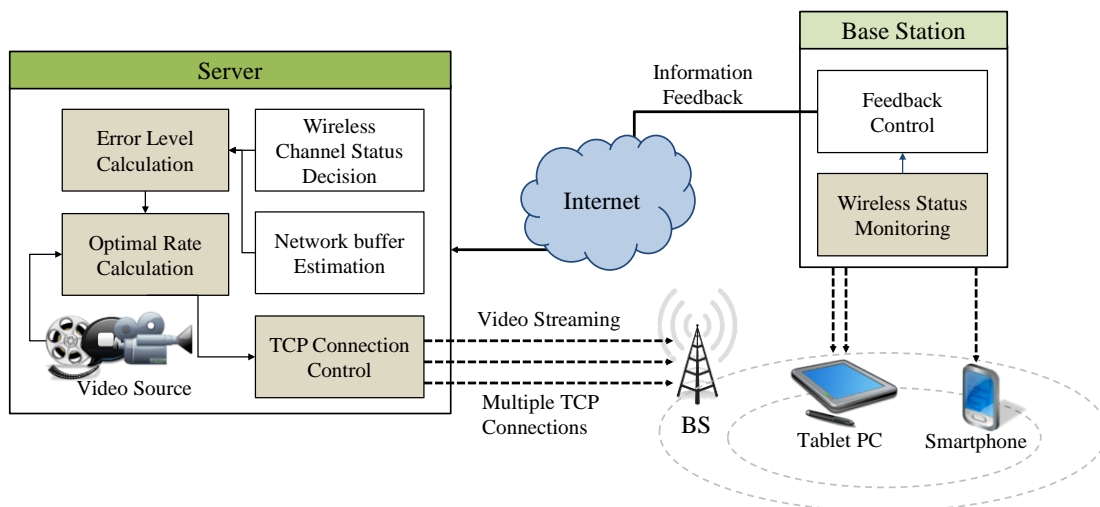 Server
Error Level
Calculation
Wireless
Channel Status
Decision
Optimal Rate
Calculation
Network buffer
Estimation
TCP Connection
Control
Video Source
Information
Feedback
Internet
Video Streaming
Multiple TCP
Connections
BS
Base Station
Feedback
Control
Wireless Status
Monitoring
Tablet PC
Smartphone